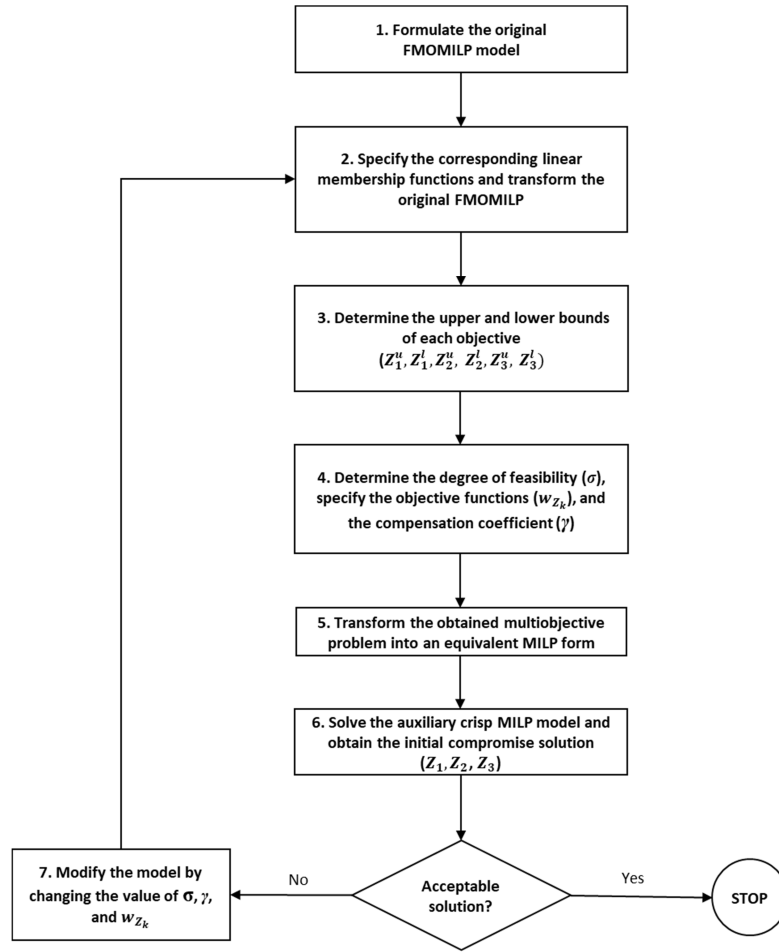 1. Formulate the original
FMOMILP model
2. Specify the corresponding linear
membership functions and transform the
original FMOMILP
3. Determine the upper and lower bounds
of each objective
(Z₁ᵘ, Z₁ˡ, Z₂ᵘ, Z₂ˡ, Z₃ᵘ, Z₃ˡ)
4. Determine the degree of feasibility (σ),
specify the objective functions (w_{Z_k}), and
the compensation coefficient (γ)
5. Transform the obtained multiobjective
problem into an equivalent MILP form
6. Solve the auxiliary crisp MILP model and
obtain the initial compromise solution
(Z₁, Z₂, Z₃)
Acceptable
solution?
No
Yes
STOP
7. Modify the model by
changing the value of σ, γ,
and w_{Z_k}